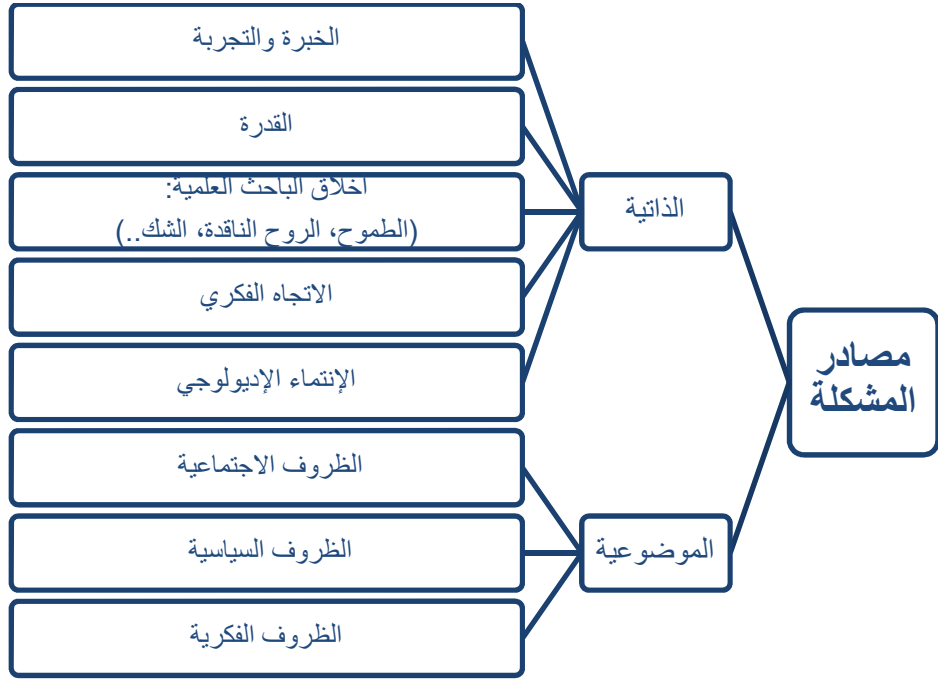 مصادر
المشكلة
الذاتية
الخبرة والتجربة
القدرة
اخلاق الباحث العلمية:
(الطموح، الروح الناقدة، الشك..)
الاتجاه الفكري
الإنتماء الإديولوجي
الموضوعية
الظروف الاجتماعية
الظروف السياسية
الظروف الفكرية